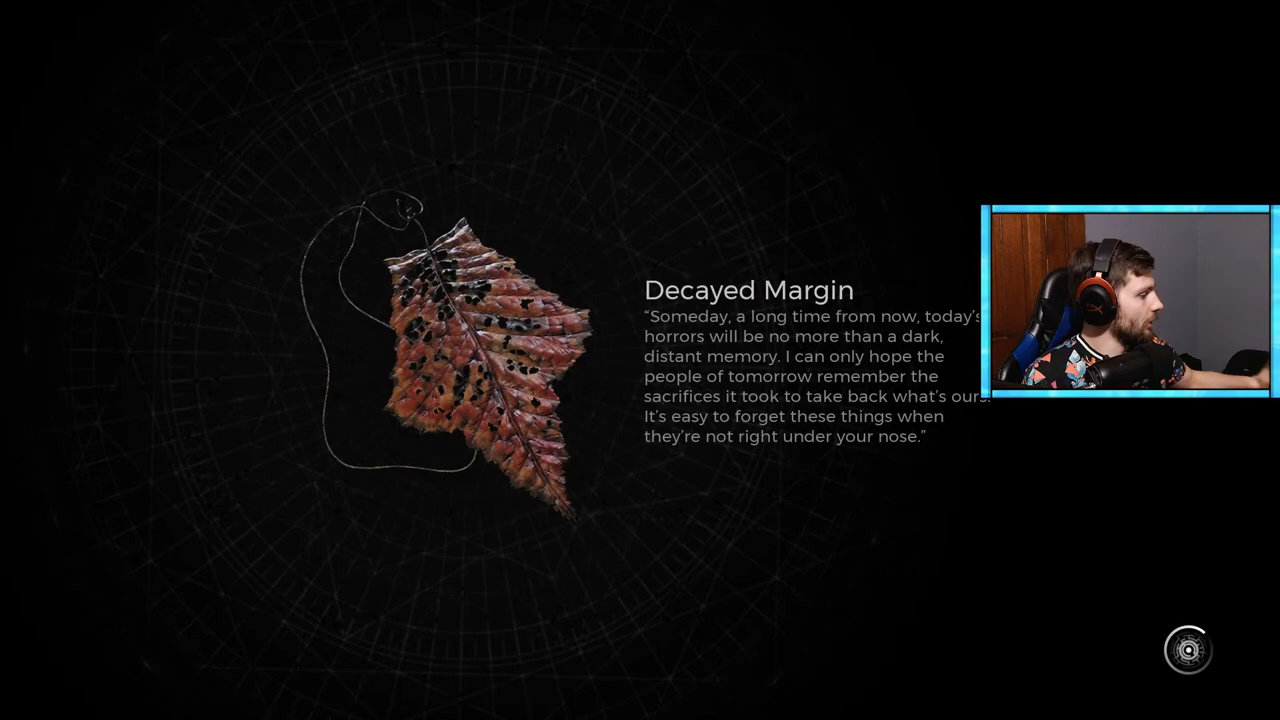 Decayed Margin
“Someday, a long time from now, today's
horrors will be no more than a dark,
distant memory. I can only hope the
people of tomorrow remember the
sacrifices it took to take back what’s ours.
It’s easy to forget these things when
they’re not right under your nose.”